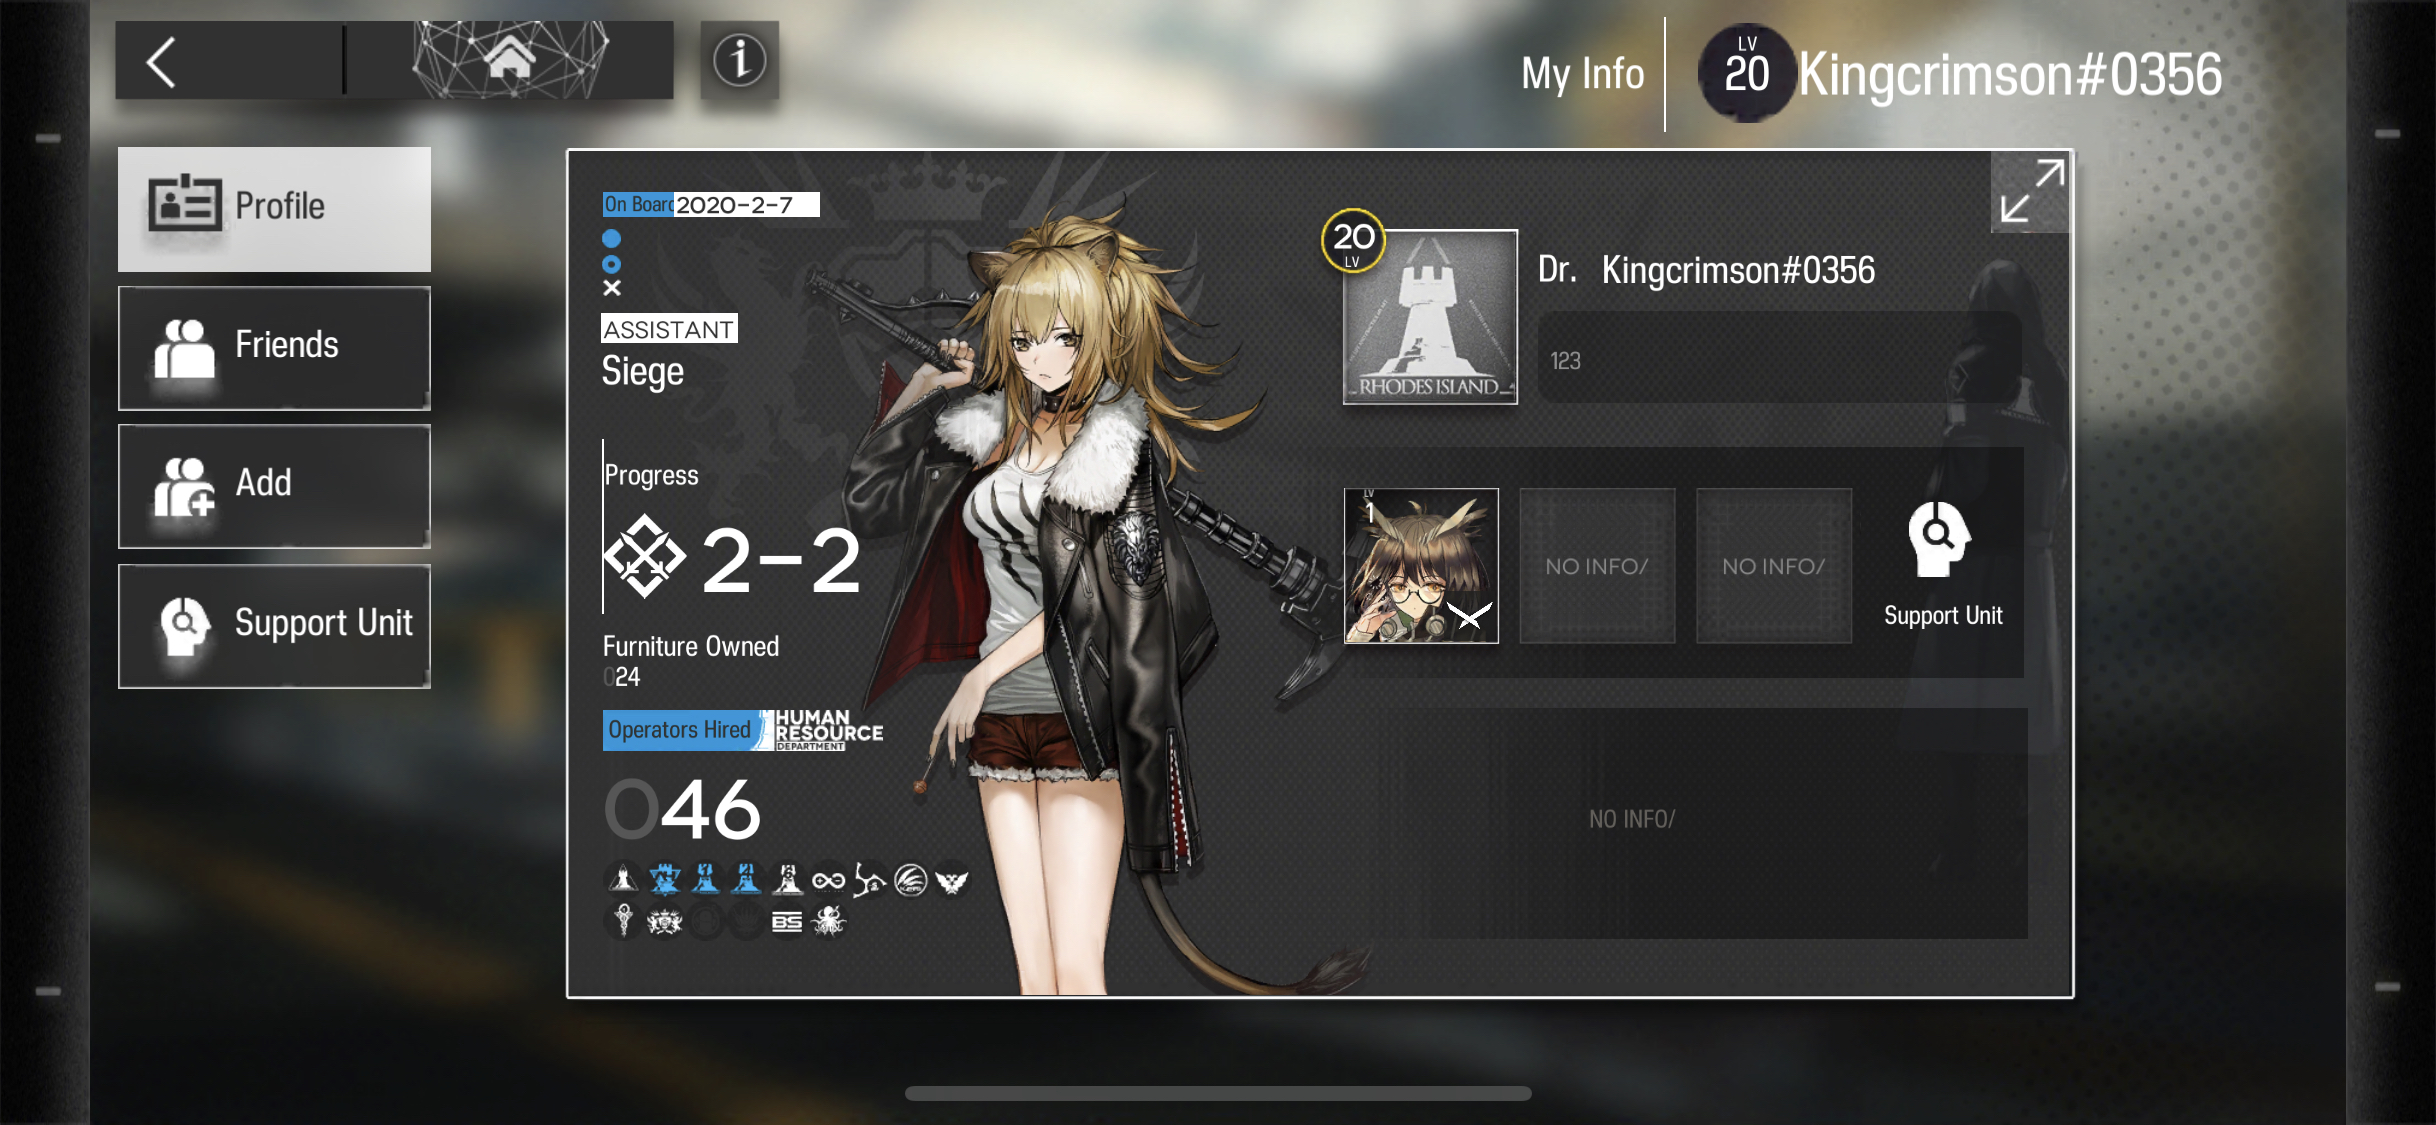 My Info
LV
20
Kingcrimson#0356
Profile
Friends
Add
Support Unit
On Board
2020-2-7
ASSISTANT
Siege
Progress
2-2
Furniture Owned
024
Operators Hired
HUMAN
RESOURCE
DEPARTMENT
046
BS
20
LV
RHODES ISLAND
Dr. Kingcrimson#0356
123
LV
1
NO INFO/
NO INFO/
Support Unit
NO INFO/